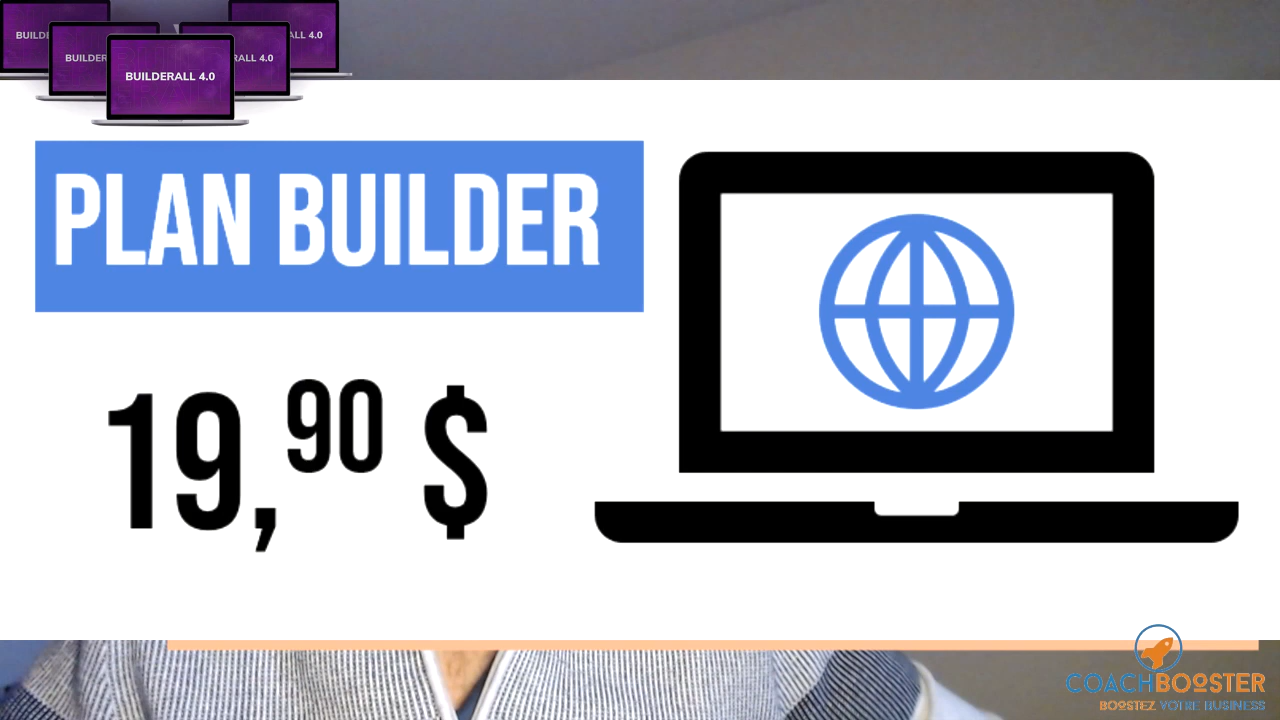 BUILDERALL 4.0
PLAN BUILDER
19,90 $
COACHBOOSTER
BOOSTEZ VOTRE BUSINESS